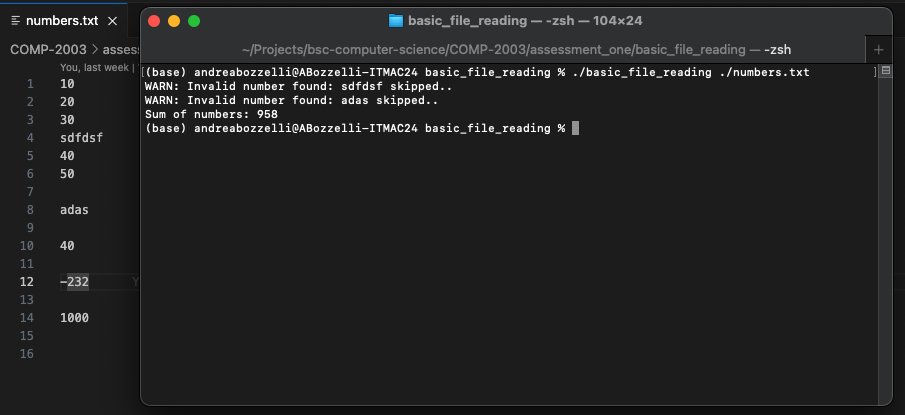 numbers.txt
COMP-2003 > assess
You, last week |
1 10
2 20
3 30
4 sdfdsf
5 40
6 50
7
8 adas
9
10 40
11
12 -232 Y
13
14 1000
15
16
basic_file_reading — -zsh — 104×24
~/Projects/bsc-computer-science/COMP-2003/assessment_one/basic_file_reading — -zsh
[(base) andreabozzelli@ABozzelli-ITMAC24 basic_file_reading % ./basic_file_reading ./numbers.txt ]
WARN: Invalid number found: sdfdsf skipped..
WARN: Invalid number found: adas skipped..
Sum of numbers: 958
(base) andreabozzelli@ABozzelli-ITMAC24 basic_file_reading %